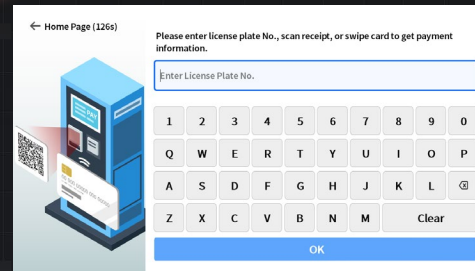 ← Home Page (126s)
Please enter license plate No., scan receipt, or swipe card to get payment
information.
Enter License Plate No.
PAY
1 2 3 4 5 6 7 8 9 0
Q W E R T Y U I O P
A S D F G H J K L
Z X C V B N M Clear
OK